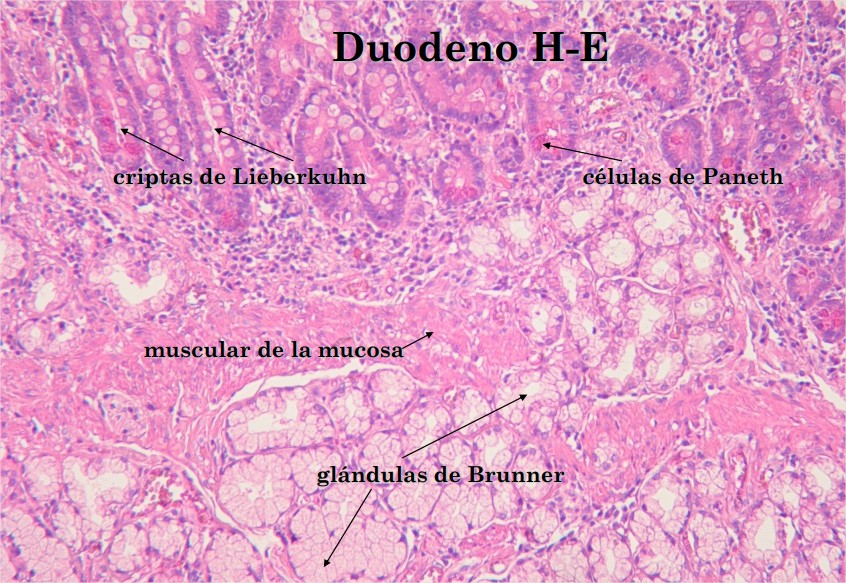 Duodeno H-E
criptas de Lieberkuhn
células de Paneth
muscular de la mucosa
glándulas de Brunner